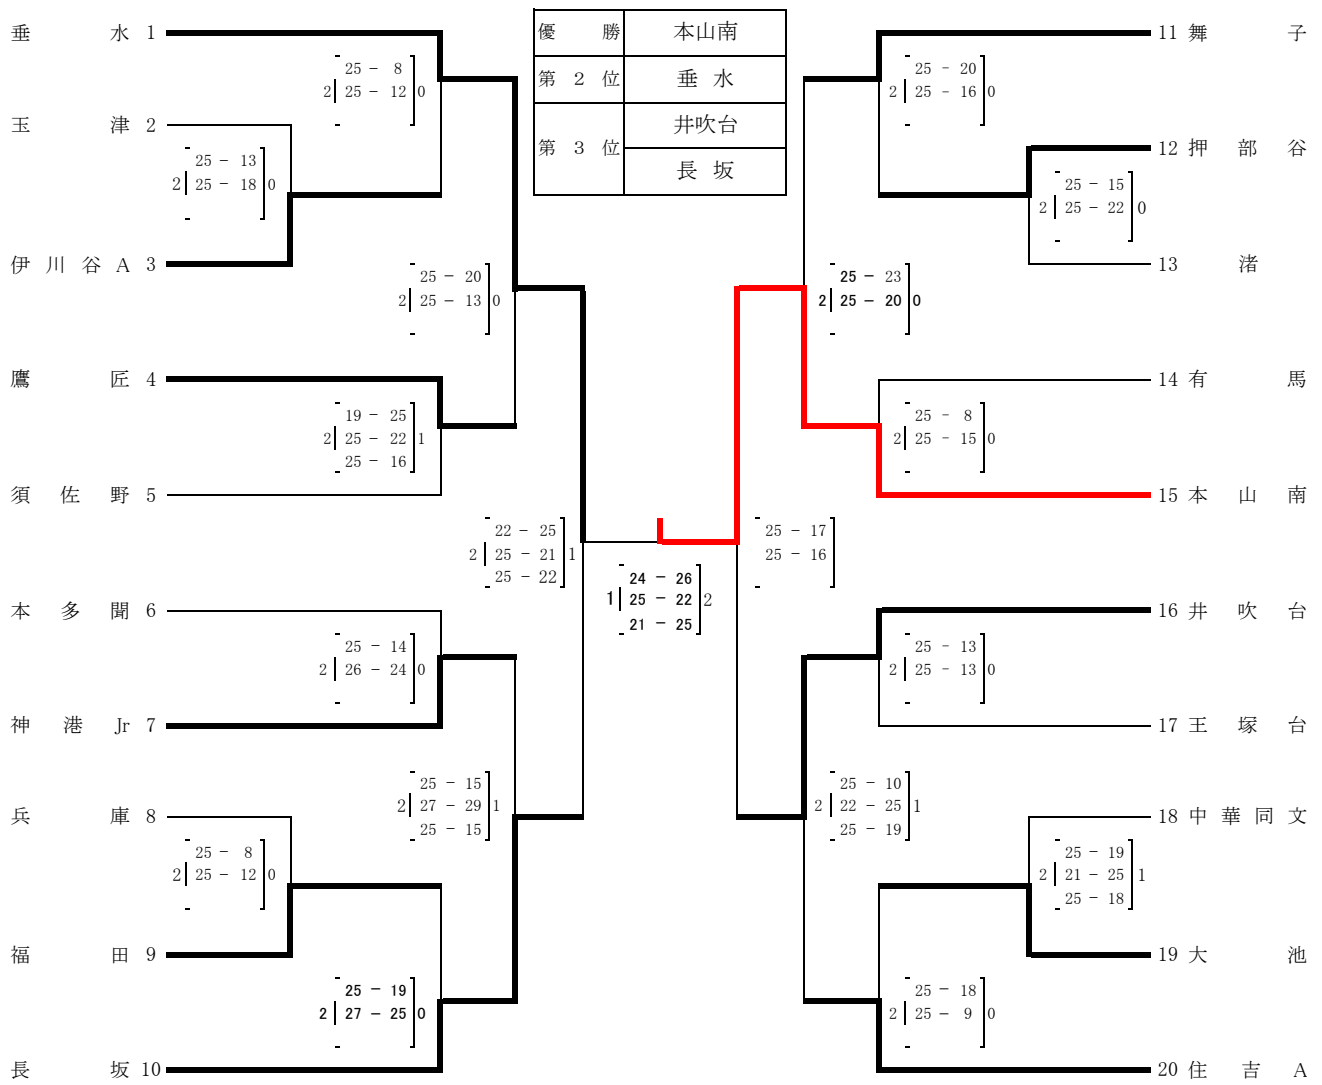 優勝 本山南
第2位 垂水
第3位 井吹台
長坂
垂水 1
玉津 2
伊川谷A 3
鷹匠 4
須佐野 5
本多聞 6
神港Jr 7
兵庫 8
福田 9
長坂 10
25 - 8
2 25 - 12 0
25 - 13
2 25 - 18 0
25 - 20
2 25 - 13 0
19 - 25
2 25 - 22 1
25 - 16
22 - 25
2 25 - 21 1
25 - 22
25 - 14
2 26 - 24 0
25 - 15
2 27 - 29 1
25 - 15
25 - 8
2 25 - 12 0
25 - 19
2 27 - 25 0
24 - 26
1 25 - 22 2
21 - 25
11 舞子
12 押部谷
13 渚
14 有馬
15 本山南
16 井吹台
17 王塚台
18 中華同文
19 大池
20 住吉A
25 - 20
2 25 - 16 0
25 - 15
2 25 - 22 0
25 - 23
2 25 - 20 0
25 - 8
2 25 - 15 0
25 - 17
25 - 16
25 - 13
2 25 - 13 0
25 - 10
2 22 - 25 1
25 - 19
25 - 19
2 21 - 25 1
25 - 18
25 - 18
2 25 - 9 0